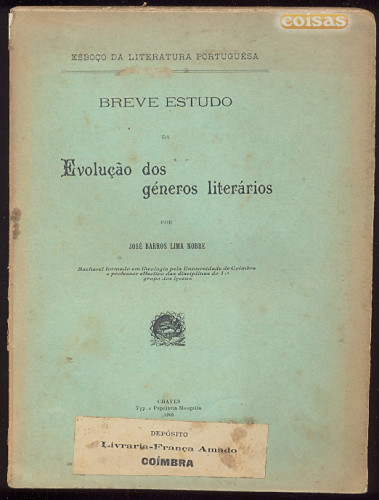 coisas
ESBOÇO DA LITERATURA PORTUGUESA
BREVE ESTUDO
DA
Evolução dos
géneros literários
POR
JOSÉ BARROS LIMA NOBRE
Bacharel formado em theologia pela Universidade de Coimbra
e professor effectivo das disciplinas do 1.º
grupo dos lyceus
CHAVES
Typ. e Papelaria Mesquita
DEPÓSITO
Livraria-França Amado
COÍMBRA